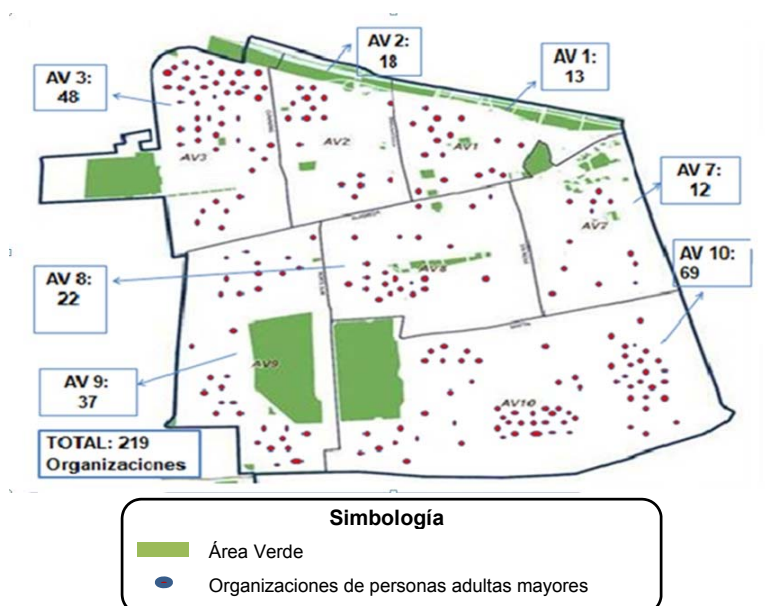 AV 2:
18
AV 1:
13
AV 3:
48
AV3
AV2
AV1
AV 7:
12
AV7
AV 10:
69
AV 8:
22
AV8
AV 9:
37
AV9
AV10
TOTAL: 219
Organizaciones
Simbología
Área Verde
Organizaciones de personas adultas mayores